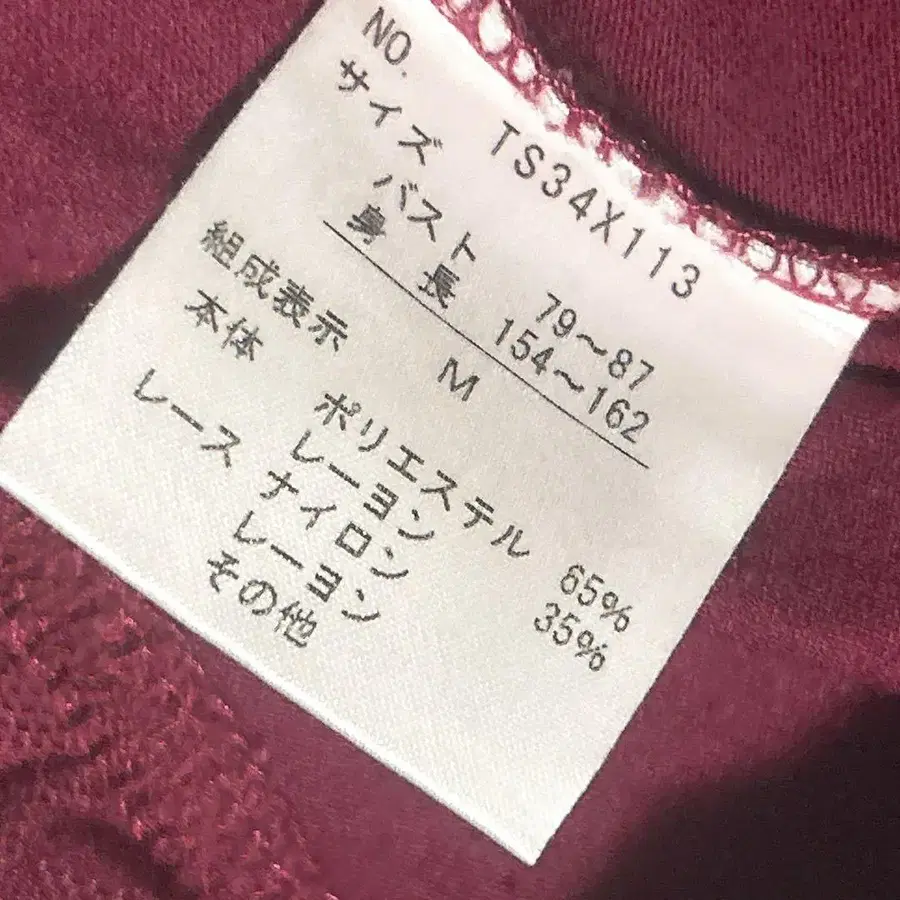 NO. TS34X113
サイズ
バスト 79～87
身長 154～162
M
組成表示
本体 ポリエステル 65%
レーヨン 35%
レース ナイロン
レーヨン
その他